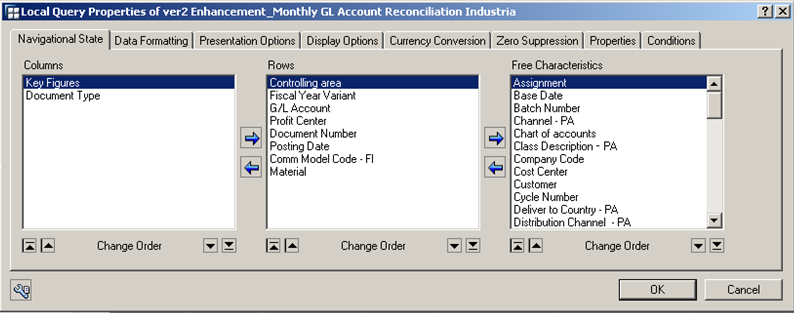 Local Query Properties of ver2 Enhancement_Monthly GL Account Reconciliation Industria
Navigational State
Data Formatting
Presentation Options
Display Options
Currency Conversion
Zero Suppression
Properties
Conditions
Columns
Key Figures
Document Type
Change Order
Rows
Controlling area
Fiscal Year Variant
G/L Account
Profit Center
Document Number
Posting Date
Comm Model Code - FI
Material
Change Order
Free Characteristics
Assignment
Base Date
Batch Number
Channel - PA
Chart of accounts
Class Description - PA
Company Code
Cost Center
Customer
Cycle Number
Deliver to Country - PA
Distribution Channel - PA
Change Order
OK
Cancel